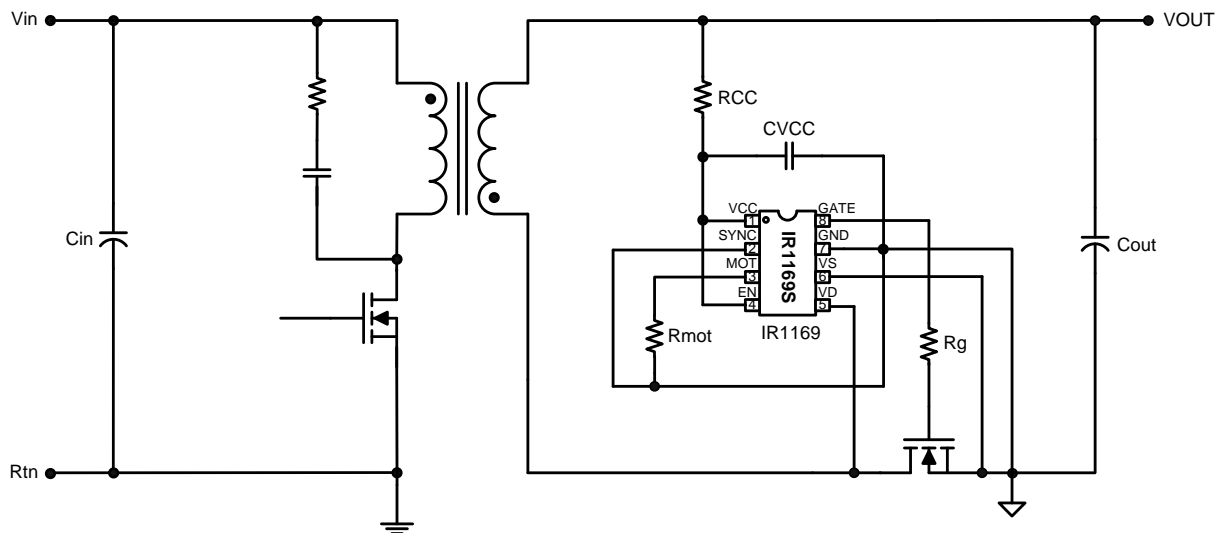 Vin
VOUT
RCC
CVCC
VCC
1
GATE
8
SYNC
2
GND
7
MOT
3
VS
6
EN
4
VD
5
IR1169S
IR1169
Cin
Cout
Rmot
Rg
Rtn